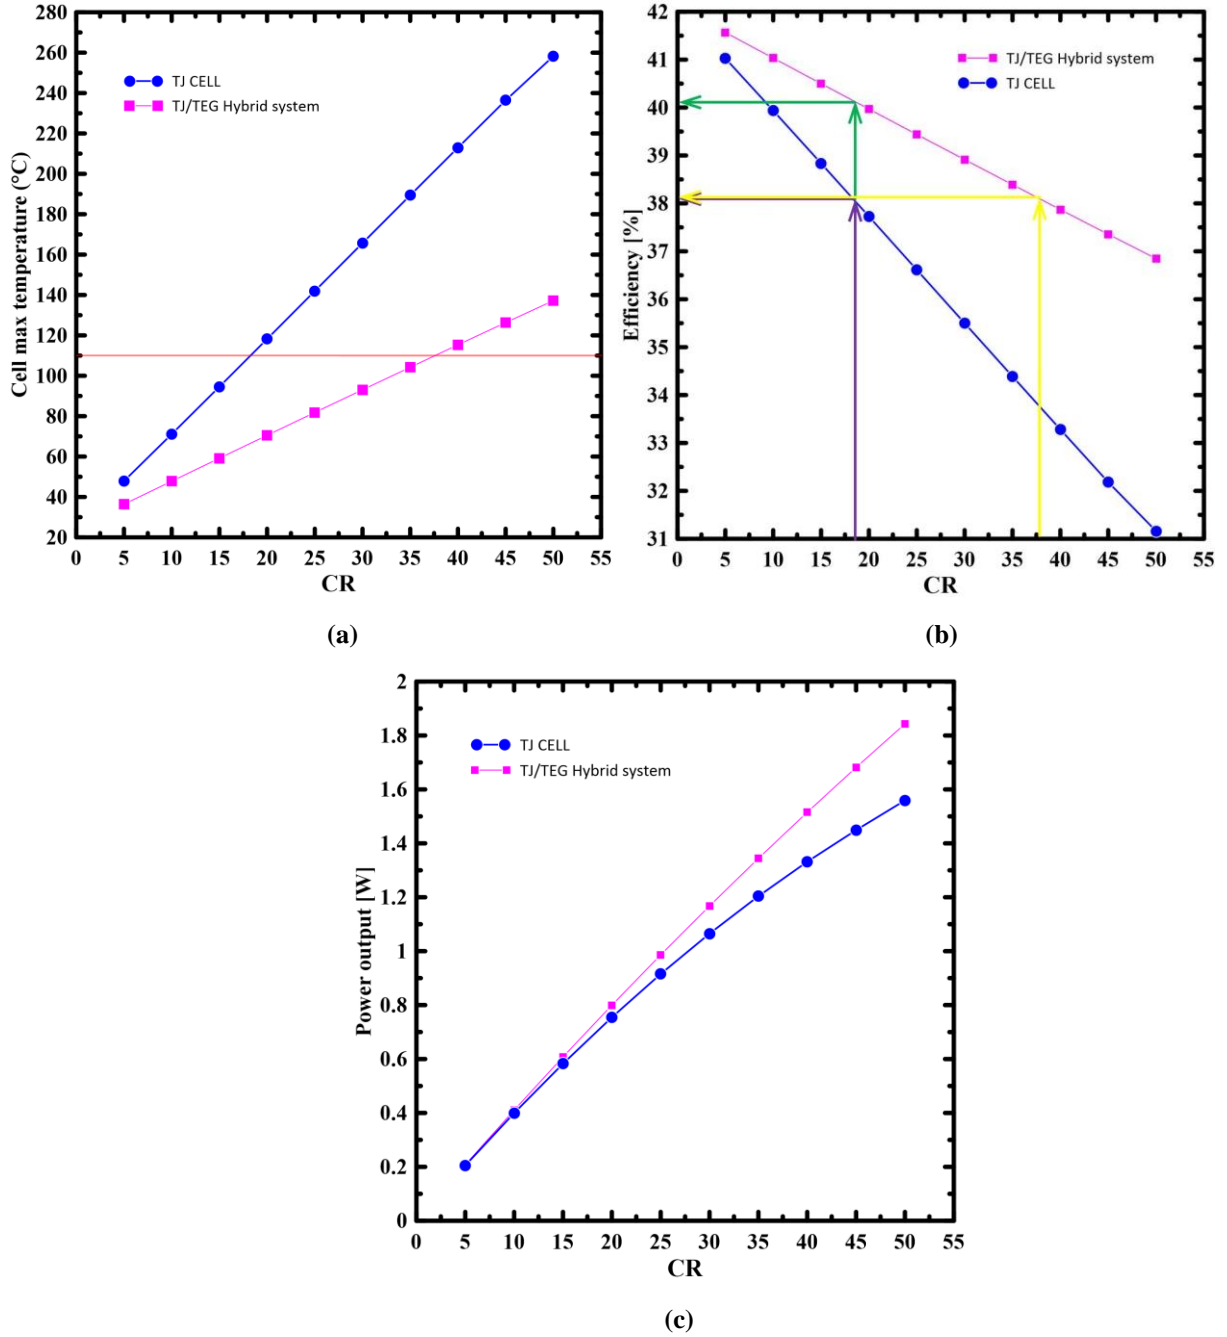 280
260
240
220
200
180
160
140
120
100
80
60
40
20
Cell max temperature (°C)
TJ CELL
TJ/TEG Hybrid system
0 5 10 15 20 25 30 35 40 45 50 55
CR
(a)
42
41
40
39
38
37
36
35
34
33
32
31
Efficiency [%]
TJ/TEG Hybrid system
TJ CELL
0 5 10 15 20 25 30 35 40 45 50 55
CR
(b)
2
1.8
1.6
1.4
1.2
1
0.8
0.6
0.4
0.2
0
Power output [W]
TJ CELL
TJ/TEG Hybrid system
0 5 10 15 20 25 30 35 40 45 50 55
CR
(c)